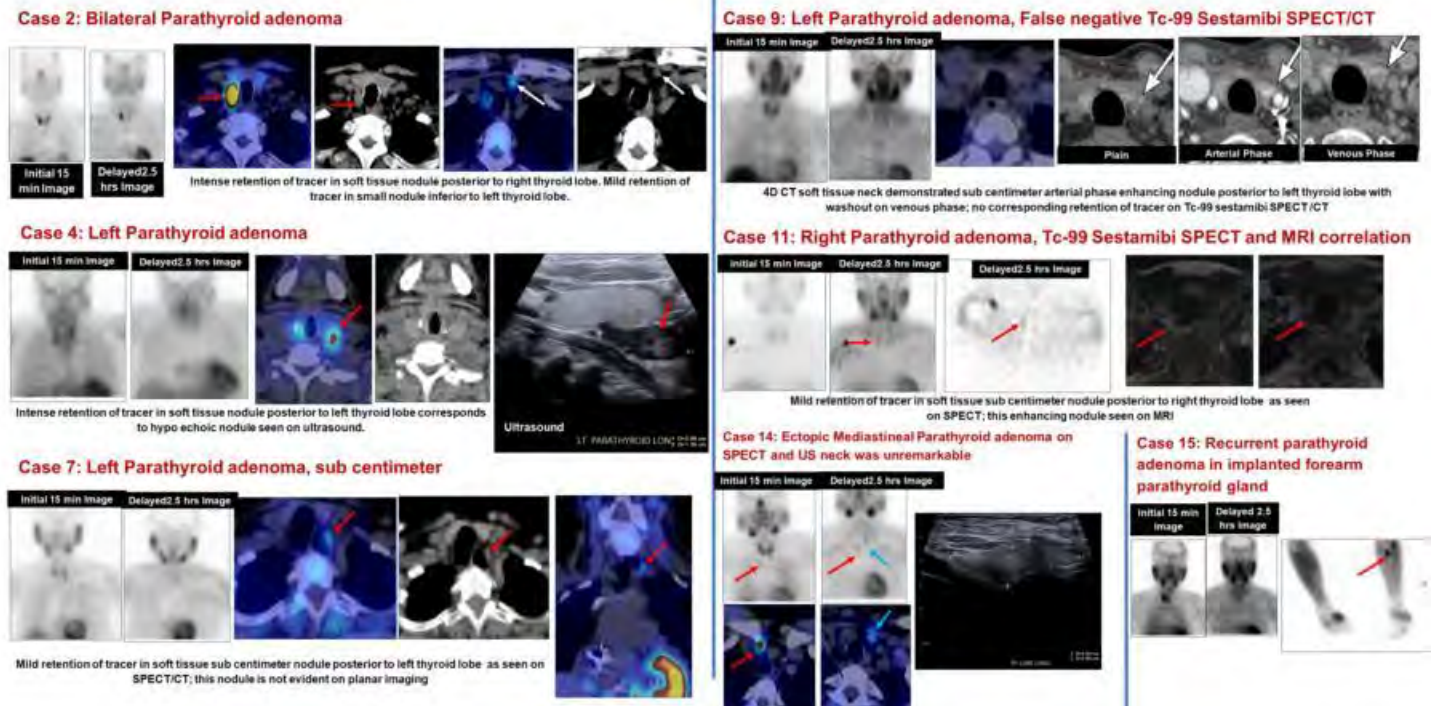 Case 2: Bilateral Parathyroid adenoma
Initial 15
min Image
Delayed2.5
hrs Image
Intense retention of tracer in soft tissue nodule posterior to right thyroid lobe. Mild retention of
tracer in small nodule inferior to left thyroid lobe.
Case 4: Left Parathyroid adenoma
Initial 15 min Image
Delayed2.5 hrs Image
Ultrasound
LT PARATHYROID LONG
Intense retention of tracer in soft tissue nodule posterior to left thyroid lobe corresponds
to hypo echoic nodule seen on ultrasound.
Case 7: Left Parathyroid adenoma, sub centimeter
Initial 15 min Image
Delayed2.5 hrs Image
Mild retention of tracer in soft tissue sub centimeter nodule posterior to left thyroid lobe as seen on
SPECT/CT; this nodule is not evident on planar imaging
Case 9: Left Parathyroid adenoma, False negative Tc-99 Sestamibi SPECT/CT
Initial 15 min Image
Delayed2.5 hrs Image
Plain
Arterial Phase
Venous Phase
4D CT soft tissue neck demonstrated sub centimeter arterial phase enhancing nodule posterior to left thyroid lobe with
washout on venous phase; no corresponding retention of tracer on Tc-99 sestamibi SPECT/CT
Case 11: Right Parathyroid adenoma, Tc-99 Sestamibi SPECT and MRI correlation
Initial 15 min Image
Delayed2.5 hrs Image
Delayed2.5 hrs Image
Mild retention of tracer in soft tissue sub centimeter nodule posterior to right thyroid lobe as seen
on SPECT; this enhancing nodule seen on MRI
Case 14: Ectopic Mediastineal Parathyroid adenoma on
SPECT and US neck was unremarkable
Initial 15 min Image
Delayed2.5 hrs Image
Case 15: Recurrent parathyroid
adenoma in implanted forearm
parathyroid gland
Initial 15 min
Image
Delayed 2.5
hrs Image